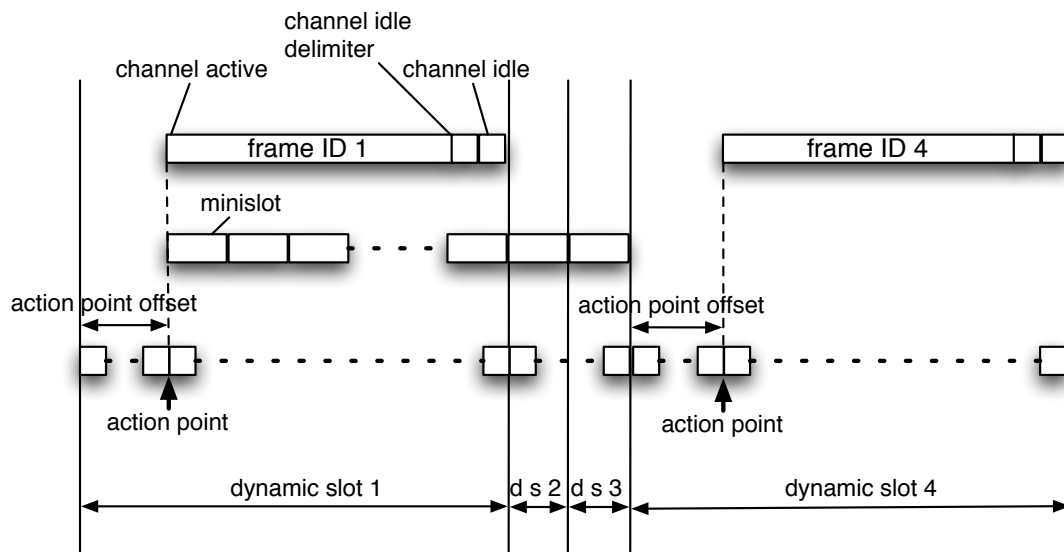 channel idle
delimiter
channel active
channel idle
frame ID 1
frame ID 4
minislot
action point offset
action point offset
action point
action point
dynamic slot 1
d s 2
d s 3
dynamic slot 4